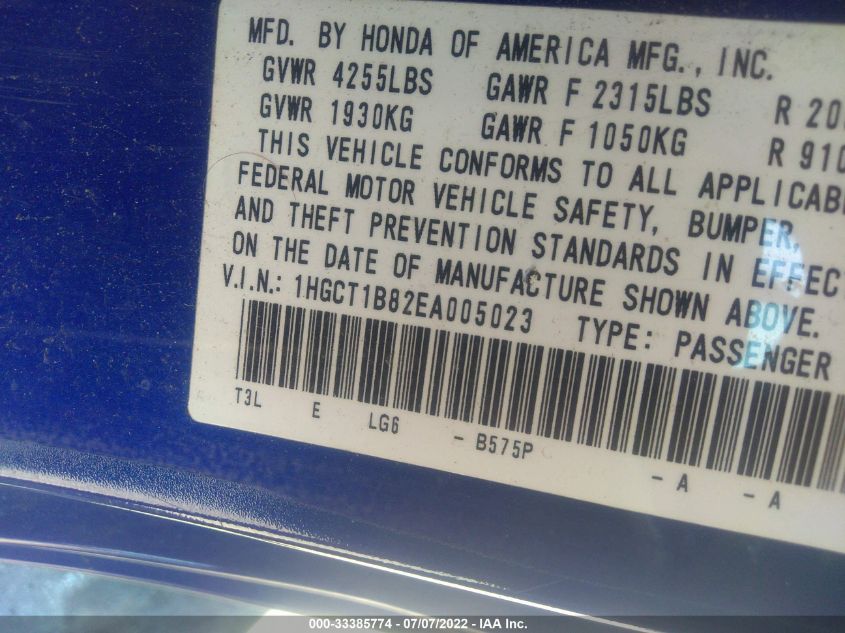 MFD. BY HONDA OF AMERICA MFG., INC.
GVWR 4255LBS GAWR F 2315LBS R
GVWR 1930KG GAWR F 1050KG R 910
THIS VEHICLE CONFORMS TO ALL
FEDERAL MOTOR VEHICLE SAFETY, BUMPER,
AND THEFT PREVENTION STANDARDS IN
ON THE DATE OF MANUFACTURE SHOWN ABOVE.
V.I.N.: 1HGCT1B82EA005023 TYPE: PASSENGER
T3L E LG6 - B575P - A - A
000-33385774 / 07/07/2022 - IAA Inc.